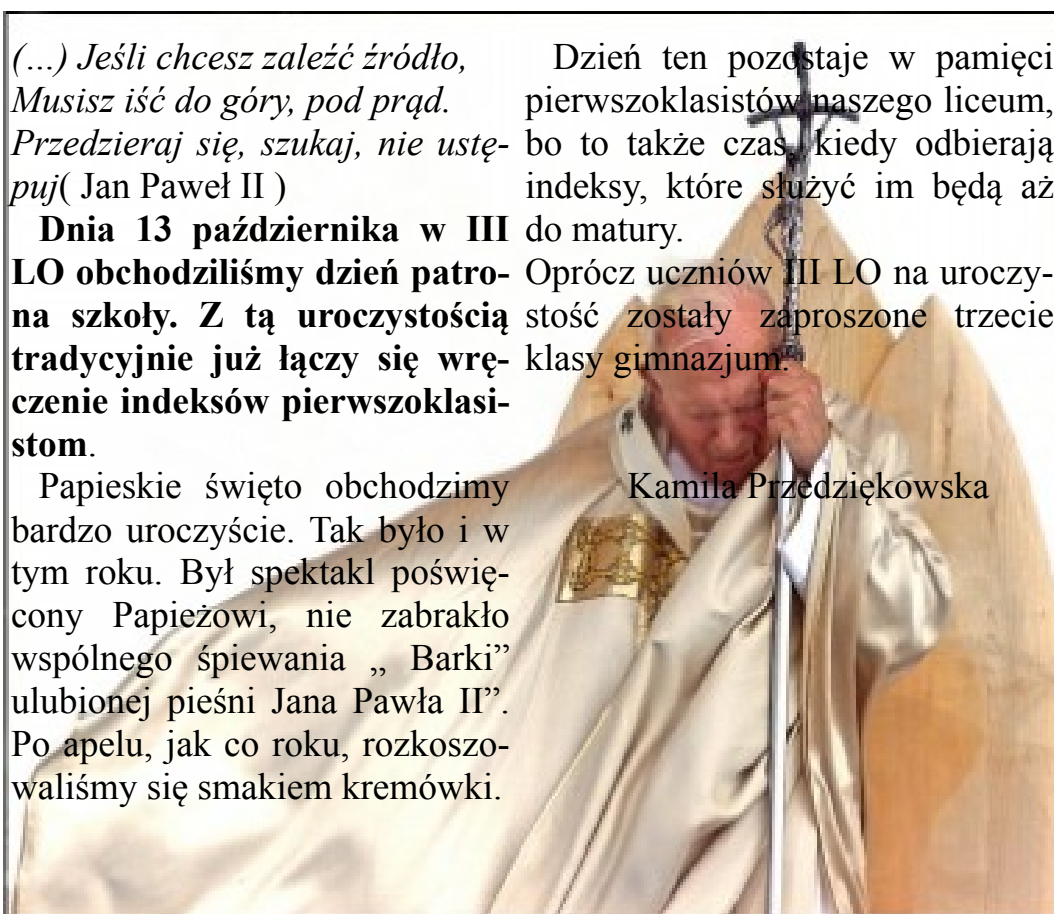 (…) Jeśli chcesz zaleźć źródło,
Musisz iść do góry, pod prąd.
Przedzieraj się, szukaj, nie ustę-
puj( Jan Paweł II )
Dnia 13 października w III
LO obchodziliśmy dzień patro-
na szkoły. Z tą uroczystością
tradycyjnie już łączy się wrę-
czenie indeksów pierwszoklasi-
stom.
Papieskie święto obchodzimy
bardzo uroczyście. Tak było i w
tym roku. Był spektakl poświę-
cony Papieżowi, nie zabrakło
wspólnego śpiewania „ Barki”
ulubionej pieśni Jana Pawła II”.
Po apelu, jak co roku, rozkoszo-
waliśmy się smakiem kremówki.
Dzień ten pozostaje w pamięci
pierwszoklasistów naszego liceum,
bo to także czas, kiedy odbierają
indeksy, które służyć im będą aż
do matury.
Oprócz uczniów III LO na uroczy-
stość zostały zaproszone trzecie
klasy gimnazjum.
Kamila Przedziękowska